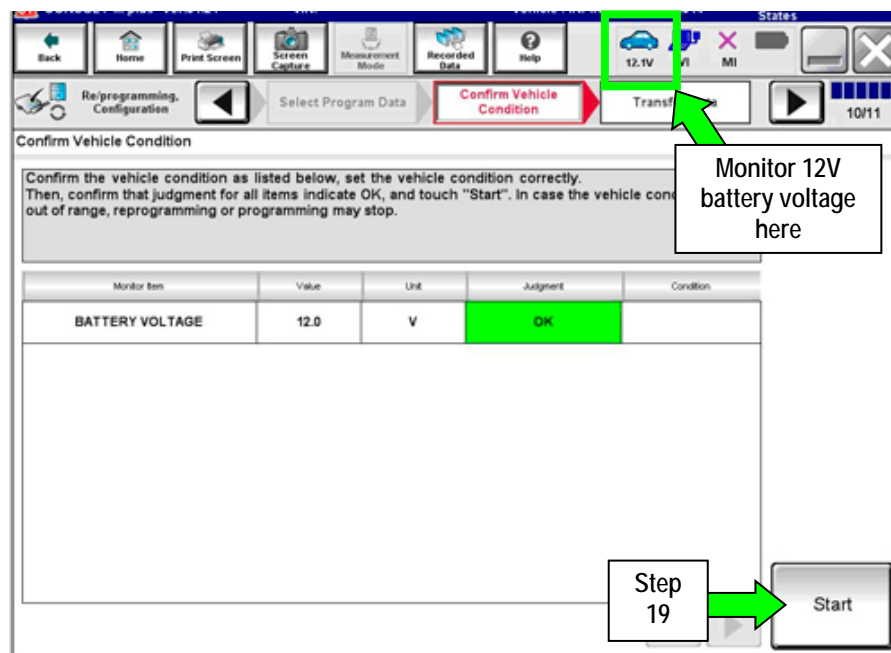 States
Back
Home
Print Screen
Screen Capture
Measurement Mode
Recorded Data
Help
12.1V
VI
MI
Re/programming, Configuration
Select Program Data
Confirm Vehicle Condition
Transf
10/11
Confirm Vehicle Condition
Monitor 12V
battery voltage
here
Confirm the vehicle condition as listed below, set the vehicle condition correctly.
Then, confirm that judgment for all items indicate OK, and touch "Start". In case the vehicle con
out of range, reprogramming or programming may stop.
Monitor Item Value Unit Judgment Condition
BATTERY VOLTAGE 12.0 V OK
Step
19
Start